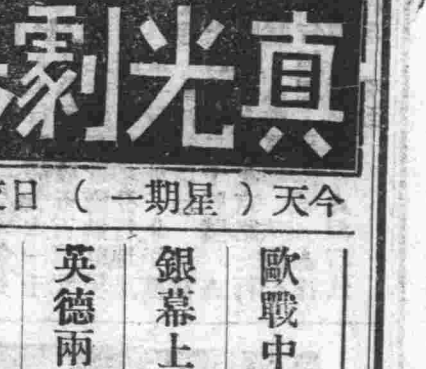 真光劇
今天（星期一）日
歐戰中
銀幕上
英德兩